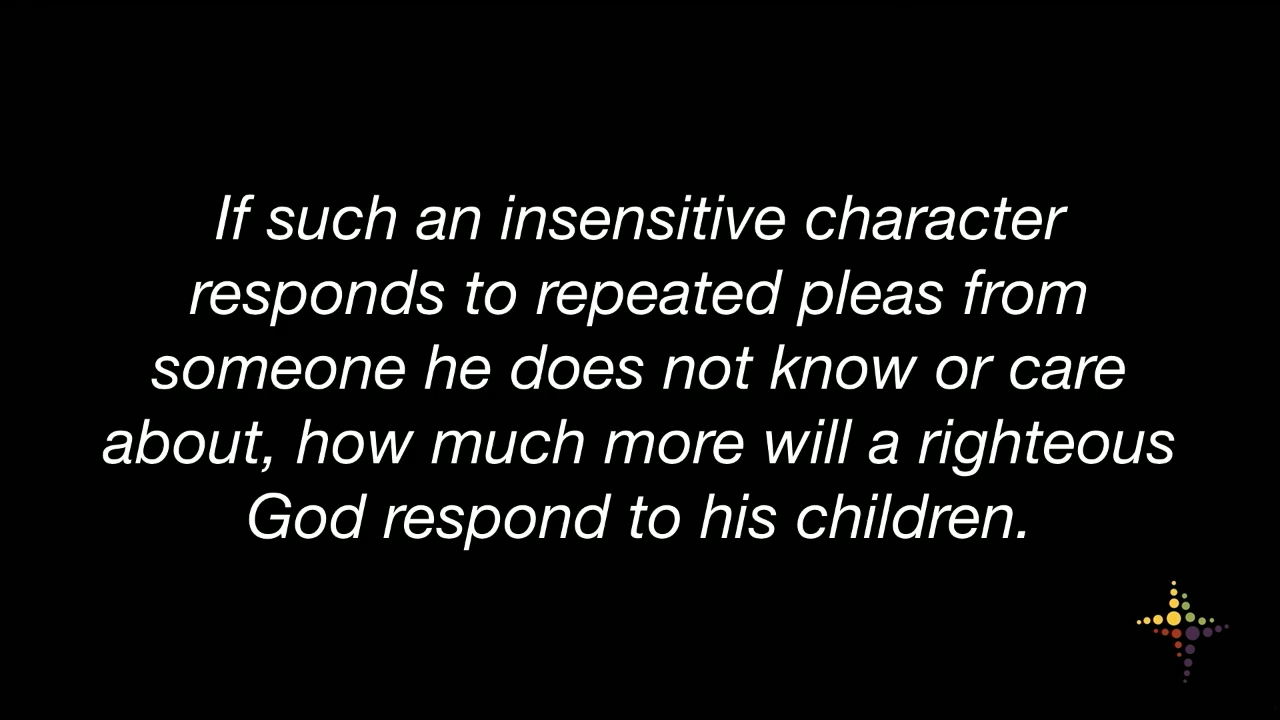 If such an insensitive character
responds to repeated pleas from
someone he does not know or care
about, how much more will a righteous
God respond to his children.